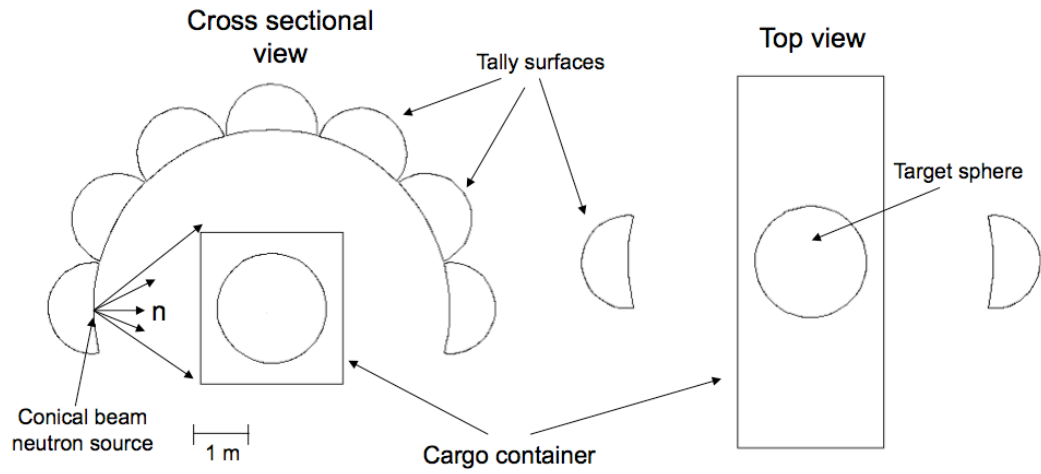 Cross sectional
view
Top view
Tally surfaces
Target sphere
n
Conical beam
neutron source
1 m
Cargo container